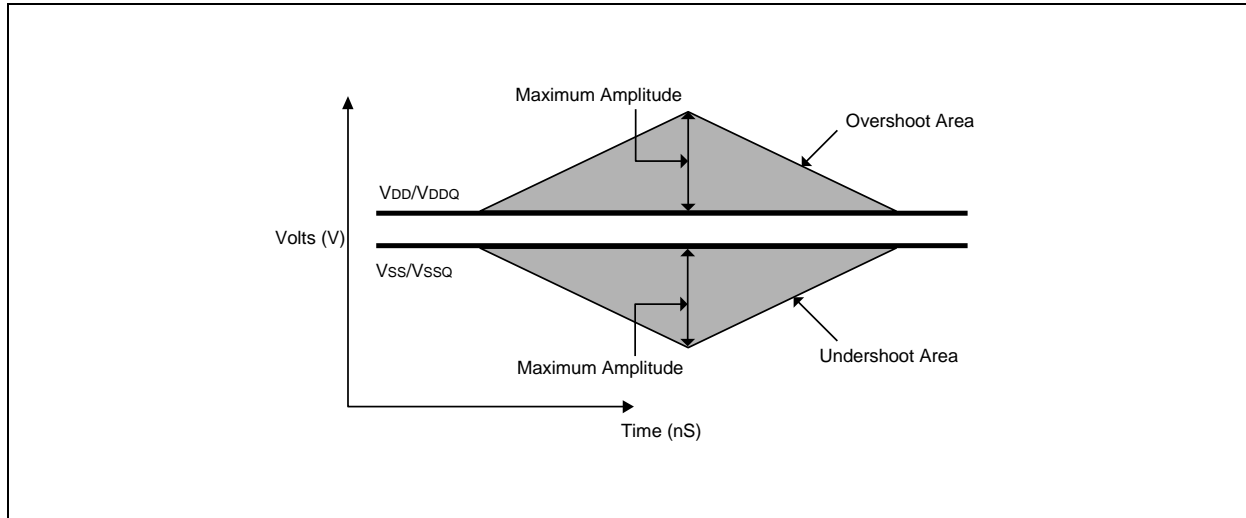 Maximum Amplitude
Overshoot Area
VDD/VDDQ
Volts (V)
VSS/VSSQ
Undershoot Area
Maximum Amplitude
Time (nS)